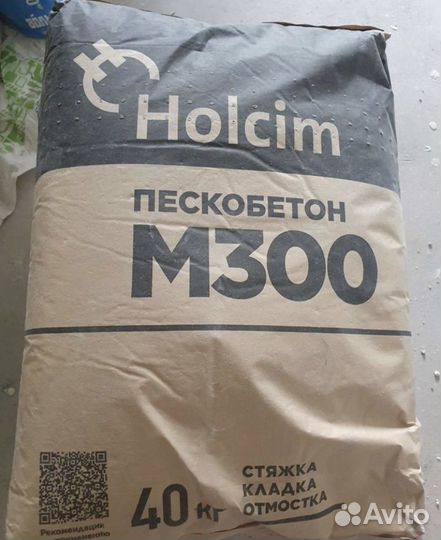 Holcim
ПЕСКОБЕТОН
М300
40 кг
СТЯЖКА
КЛАДКА
ОТМОСТКА
Рекомендации
Avito